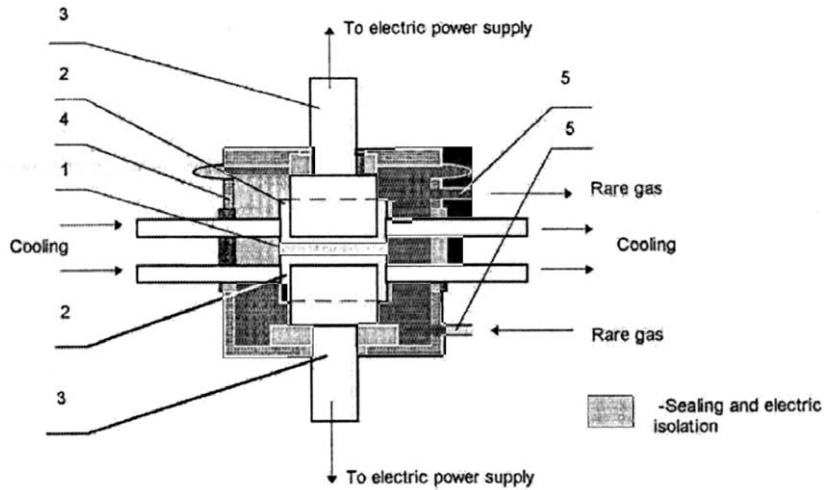 3
To electric power supply
2
5
4
5
1
Rare gas
Cooling
Cooling
2
Rare gas
3
-Sealing and electric
isolation
To electric power supply